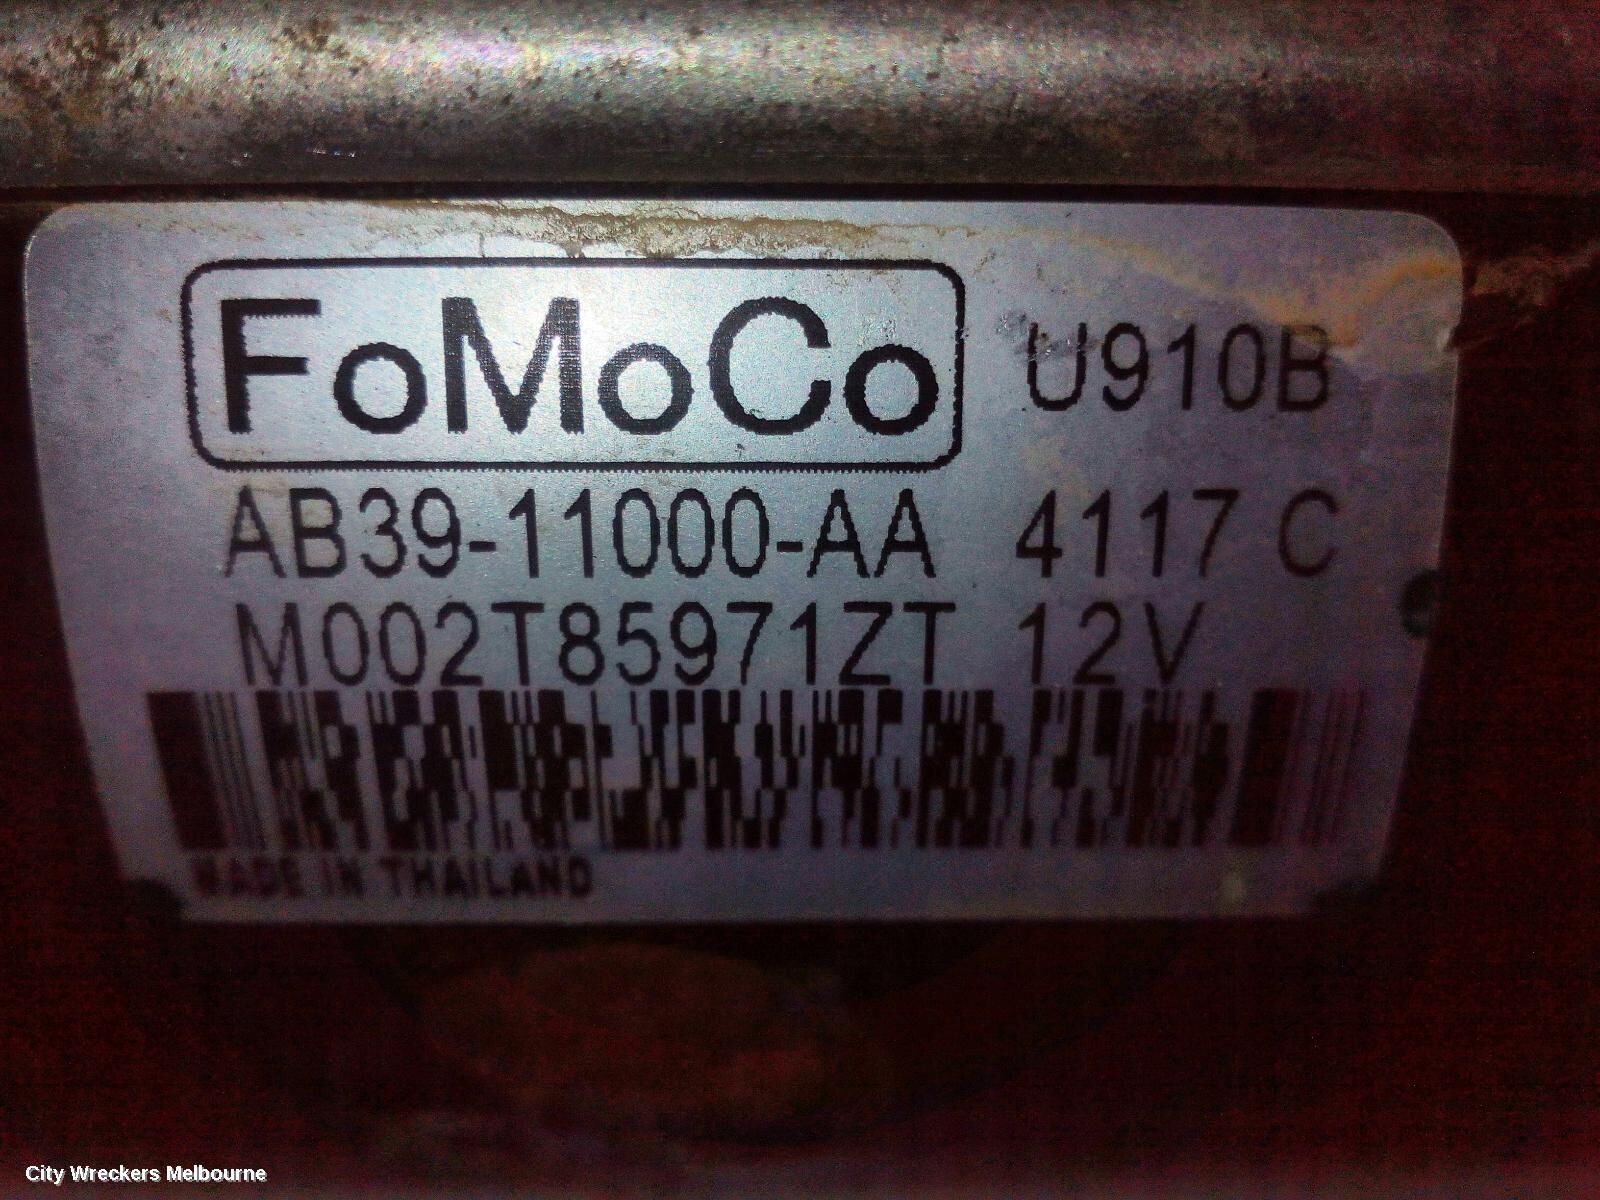 FoMoCo U910B
AB39-11000-AA 4117 C
M002T85971ZT 12V
MADE IN THAILAND
City Wreckers Melbourne